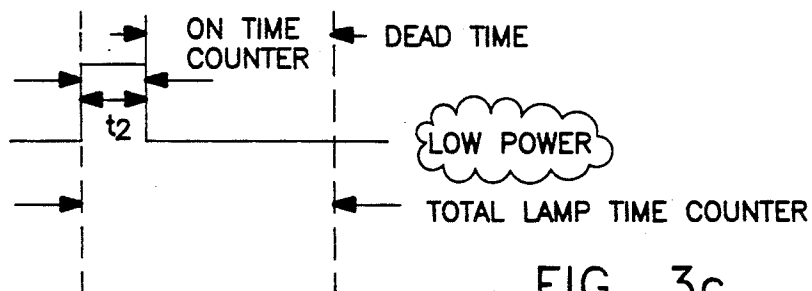 ON TIME
COUNTER
DEAD TIME
t2
LOW POWER
TOTAL LAMP TIME COUNTER
FIG. 3c